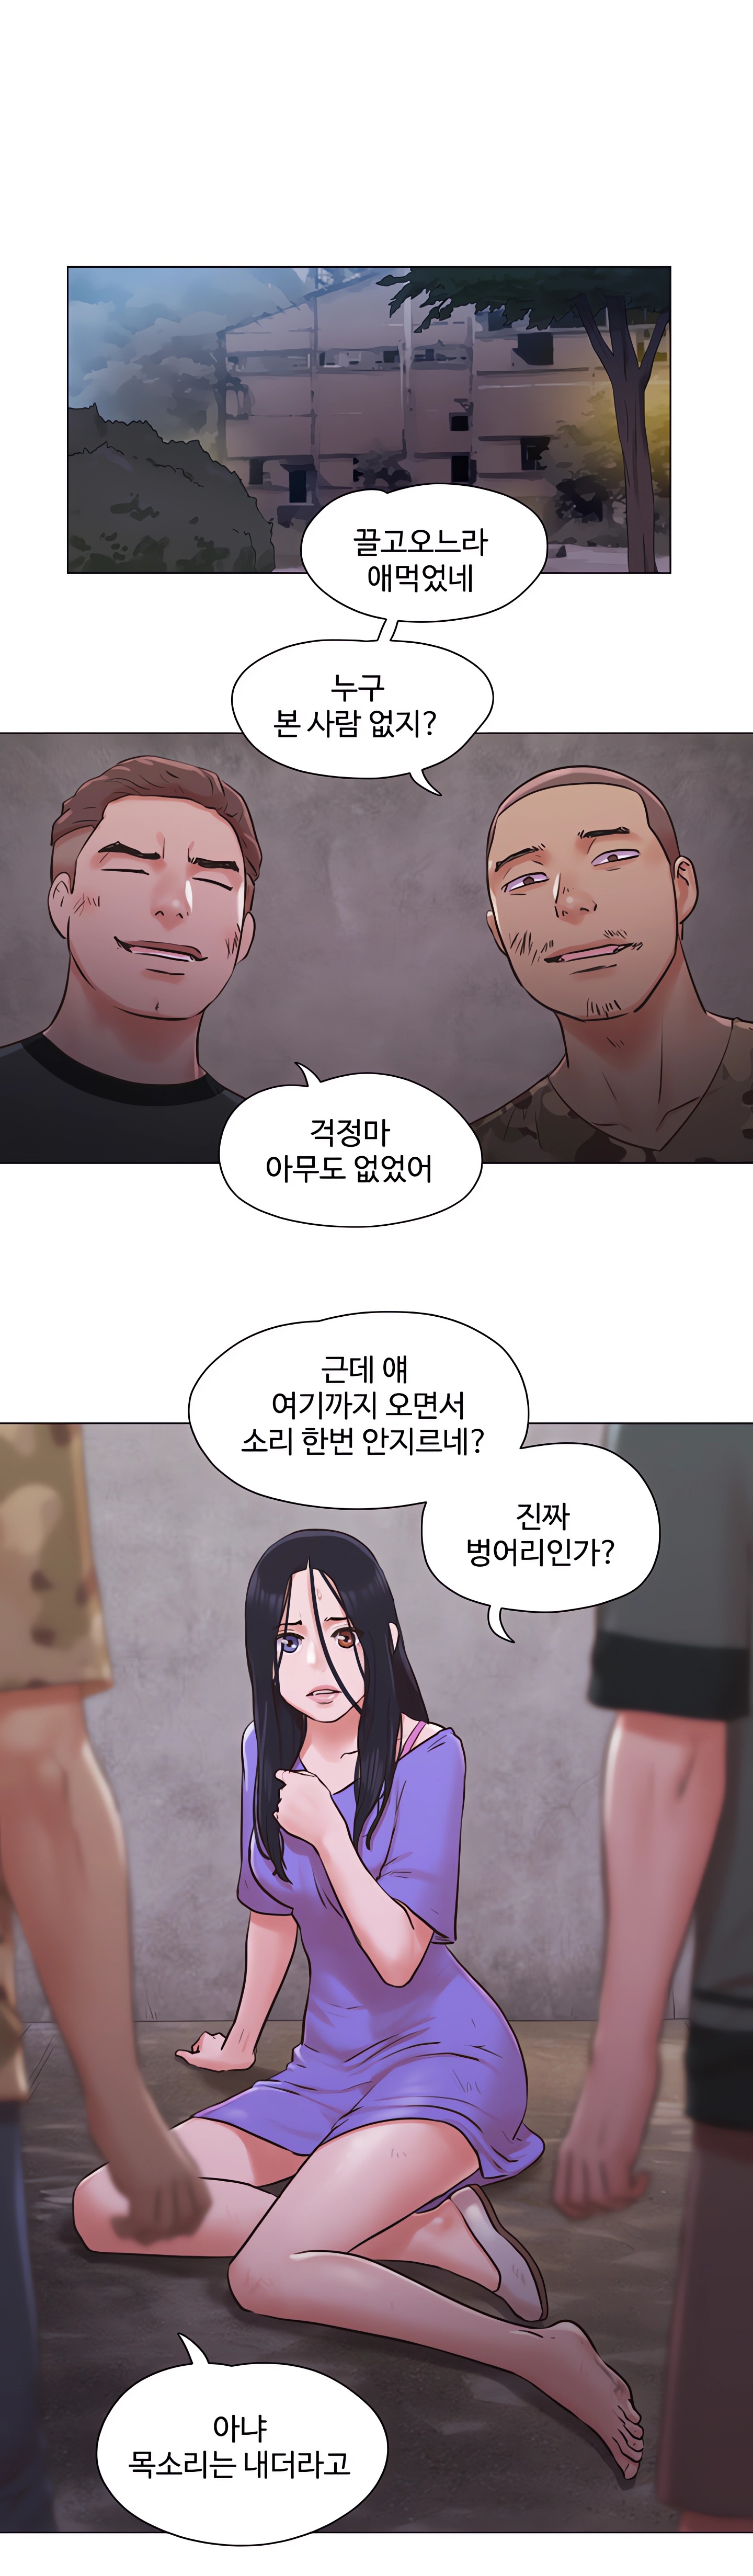 끌고오느라
애먹었네
누구
본 사람 없지?
걱정마
아무도 없었어
근데 얘
여기까지 오면서
소리 한번 안지르네?
진짜
벙어리인가?
아냐
목소리는 내더라고